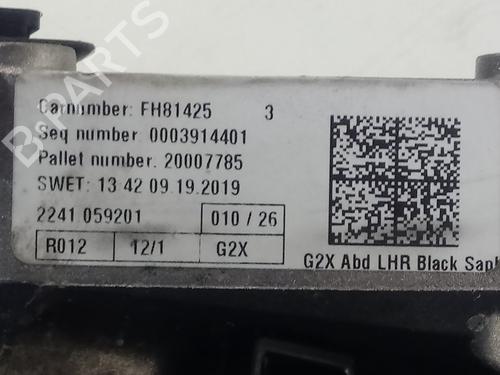 Carnumber: FH81425 3
Seq number: 0003914401
Pallet number. 20007785
SWET: 13 42 09.19.2019
2241 059201 010 / 26
R012 12/1 G2X
G2X Abd LHR Black Saph
B-PARTS